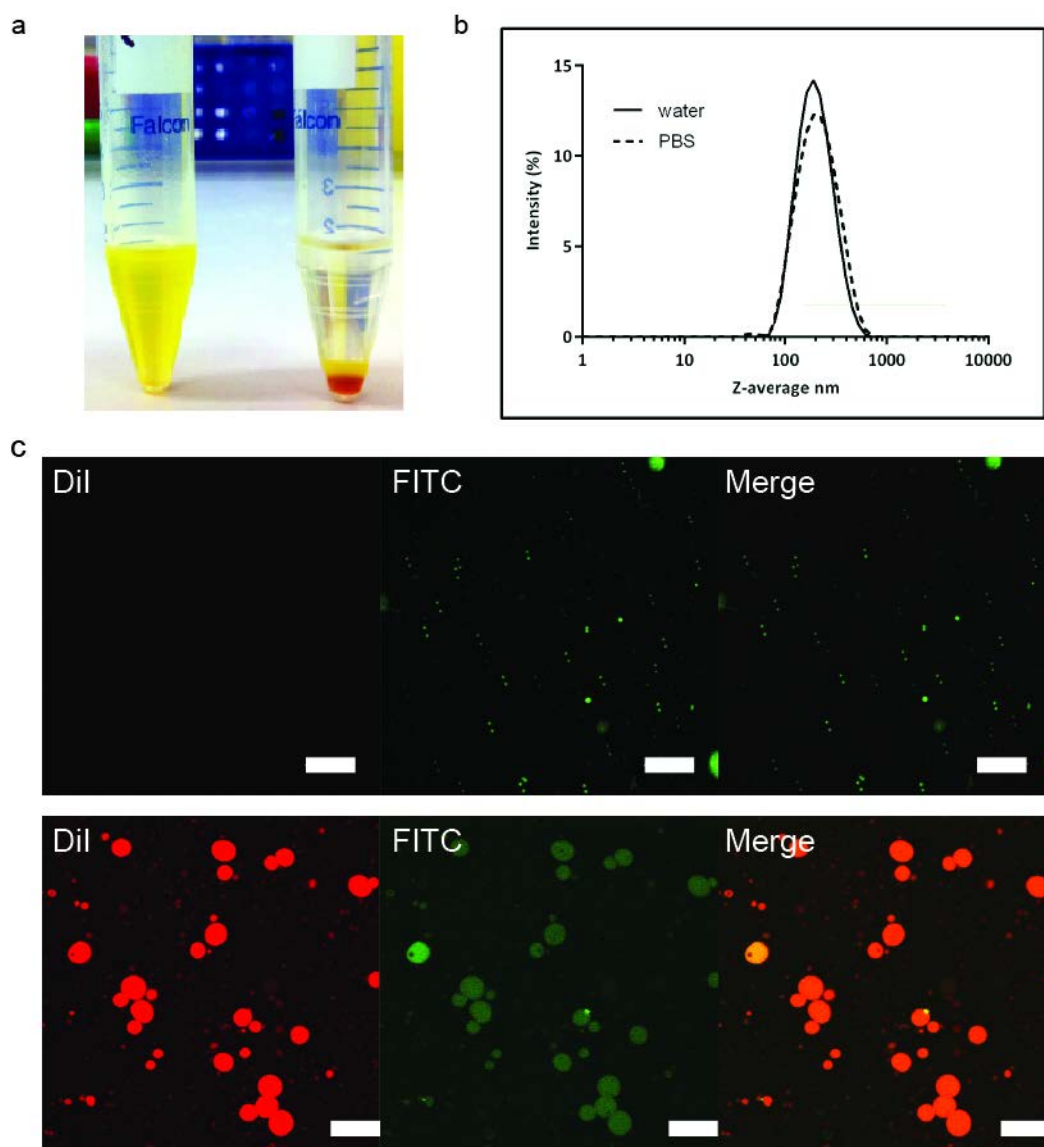 a
Falcon
falcon
3
2
b
15
10
5
0
Intensity (%)
water
PBS
1
10
100
1000
10000
Z-average nm
c
DiI
FITC
Merge
DiI
FITC
Merge